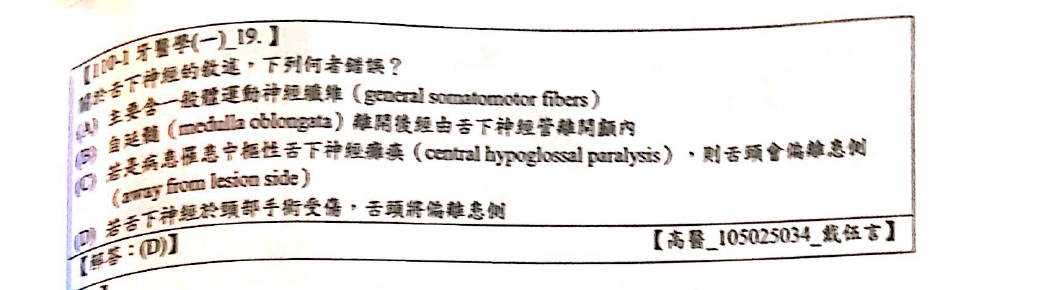 【110-1 牙醫學(一)_19.】
關於舌下神經的敘述，下列何者錯誤？
(A) 主要含一般體運動神經纖維（general somatomotor fibers）
(B) 自延髓（medulla oblongata）離開後經由舌下神經管離開顱內
(C) 若是病患罹患中樞性舌下神經癱瘓（central hypoglossal paralysis），則舌頭會偏離患側
（away from lesion side）
(D) 若舌下神經於頸部手術受傷，舌頭將偏離患側
【解答：(D)】 【高醫_105025034_戴伍言】